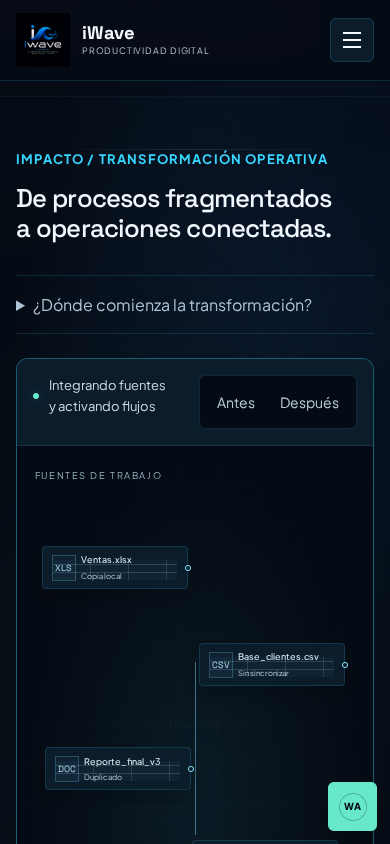 iwave
iWave
PRODUCTIVIDAD DIGITAL
IMPACTO / TRANSFORMACIÓN OPERATIVA
De procesos fragmentados
a operaciones conectadas.
¿Dónde comienza la transformación?
Integrando fuentes
y activando flujos
Antes
Después
FUENTES DE TRABAJO
XLS
Ventas.xlsx
Copia local
CSV
Base_clientes.csv
Sin sincronizar
DOC
Reporte_final_v3
Duplicado
WA